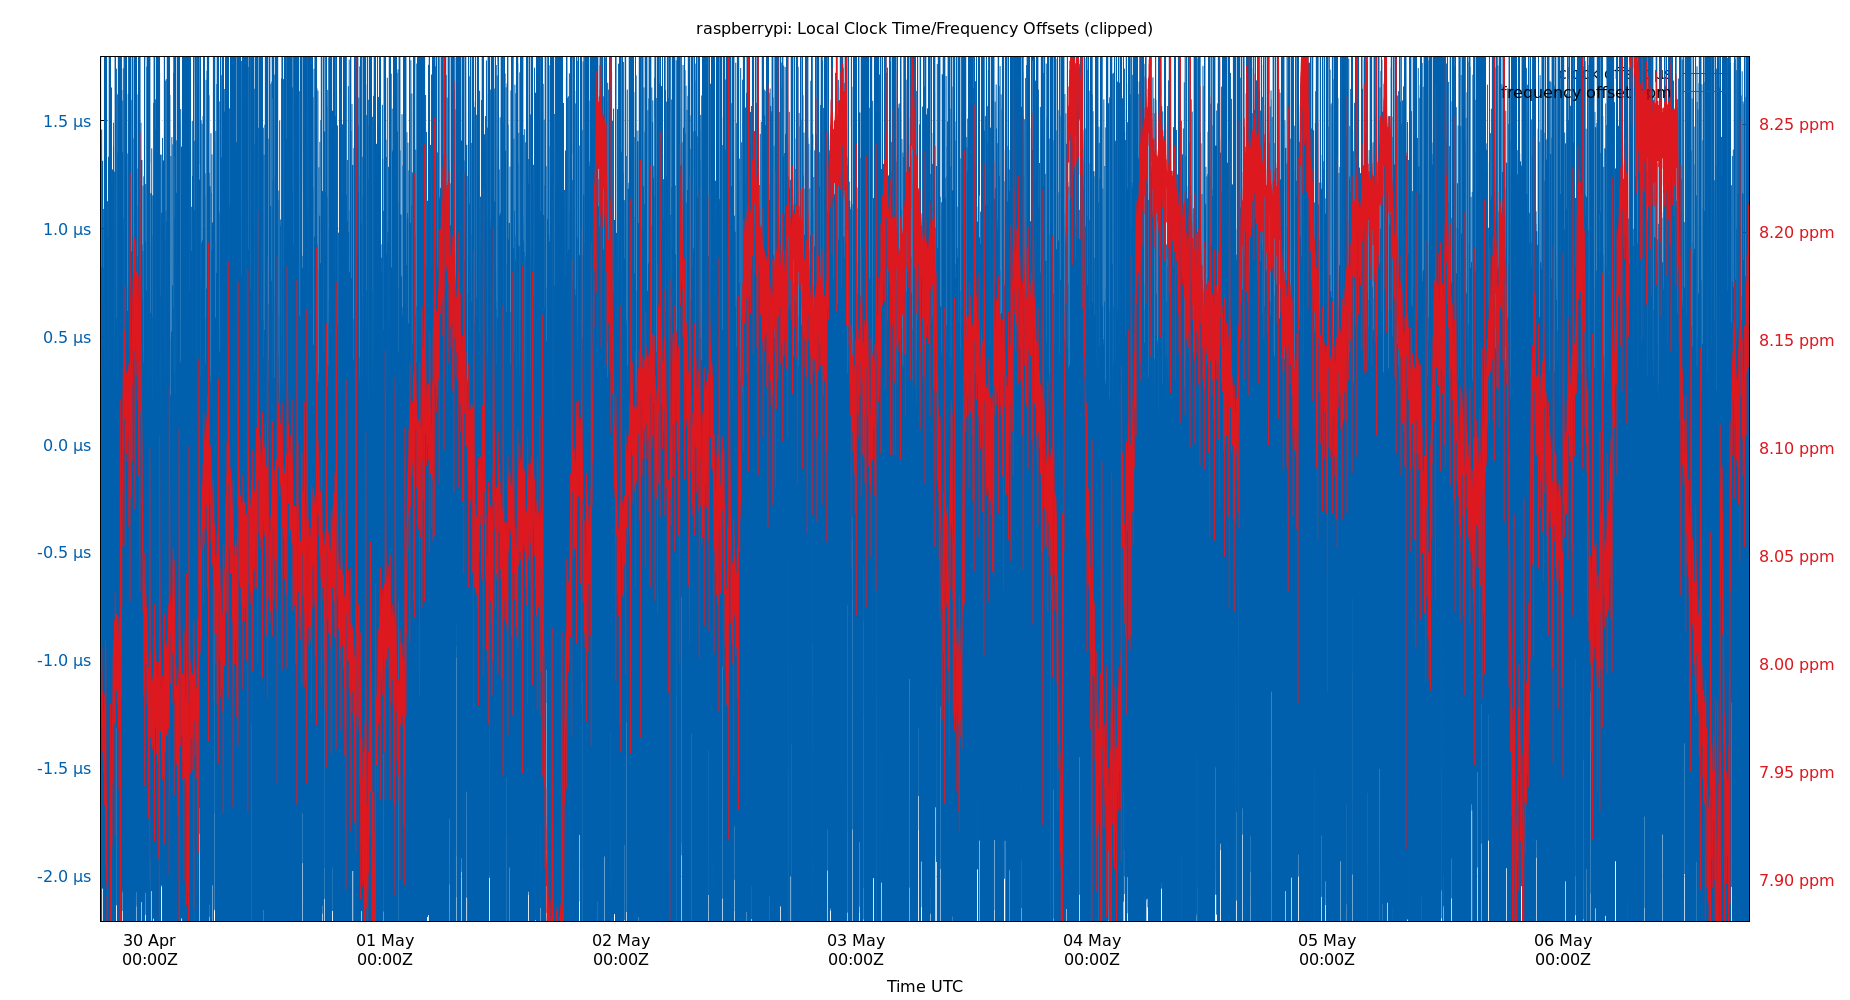 raspberrypi: Local Clock Time/Frequency Offsets (clipped)
frequency offset ppm
1.5 µs
1.0 µs
0.5 µs
0.0 µs
-0.5 µs
-1.0 µs
-1.5 µs
-2.0 µs
8.25 ppm
8.20 ppm
8.15 ppm
8.10 ppm
8.05 ppm
8.00 ppm
7.95 ppm
7.90 ppm
30 Apr
00:00Z
01 May
00:00Z
02 May
00:00Z
03 May
00:00Z
04 May
00:00Z
05 May
00:00Z
06 May
00:00Z
Time UTC